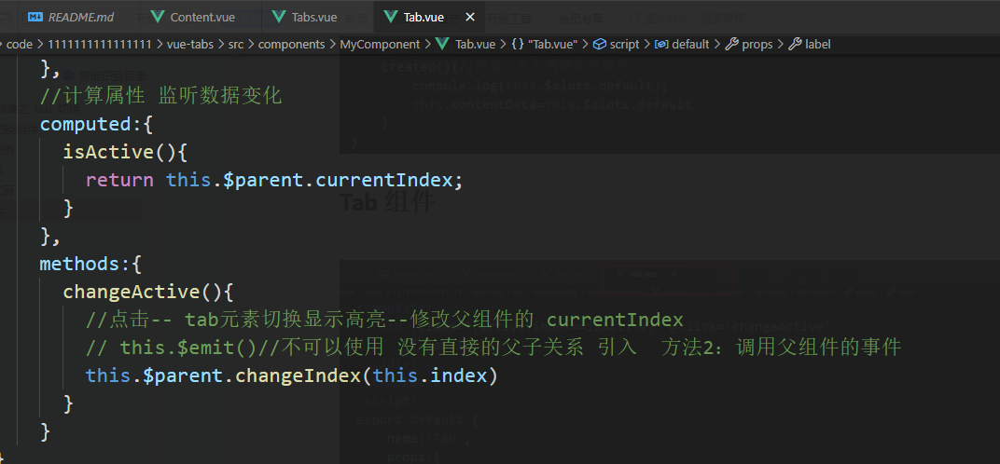 README.md Content.vue Tabs.vue Tab.vue ×
code > 1111111111111111 > vue-tabs > src > components > MyComponent > Tab.vue > {} "Tab.vue" > script > default > props > label
},
//计算属性 监听数据变化
computed:{
isActive(){
return this.$parent.currentIndex;
}
},
methods:{
changeActive(){
//点击-- tab元素切换显示高亮--修改父组件的 currentIndex
// this.$emit()//不可以使用 没有直接的父子关系 引入 方法2：调用父组件的事件
this.$parent.changeIndex(this.index)
}
}
created(){
console.log(this.$slots.default);
this.contentData=this.$slots.default
}
}
Tab 组件
<script>
export default {
name:'Tab',
props:[